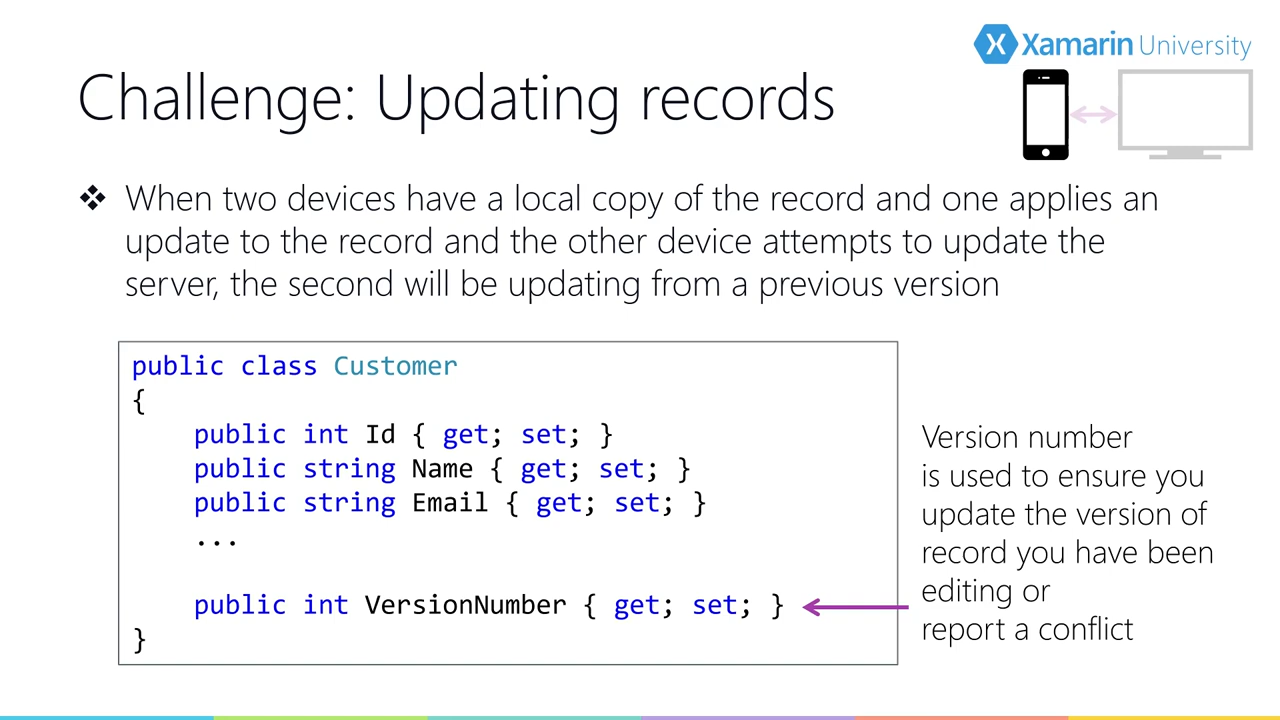 Xamarin University
Challenge: Updating records
When two devices have a local copy of the record and one applies an
update to the record and the other device attempts to update the
server, the second will be updating from a previous version
public class Customer
{
    public int Id { get; set; }
    public string Name { get; set; }
    public string Email { get; set; }
    ...
    public int VersionNumber { get; set; }
}
Version number
is used to ensure you
update the version of
record you have been
editing or
report a conflict